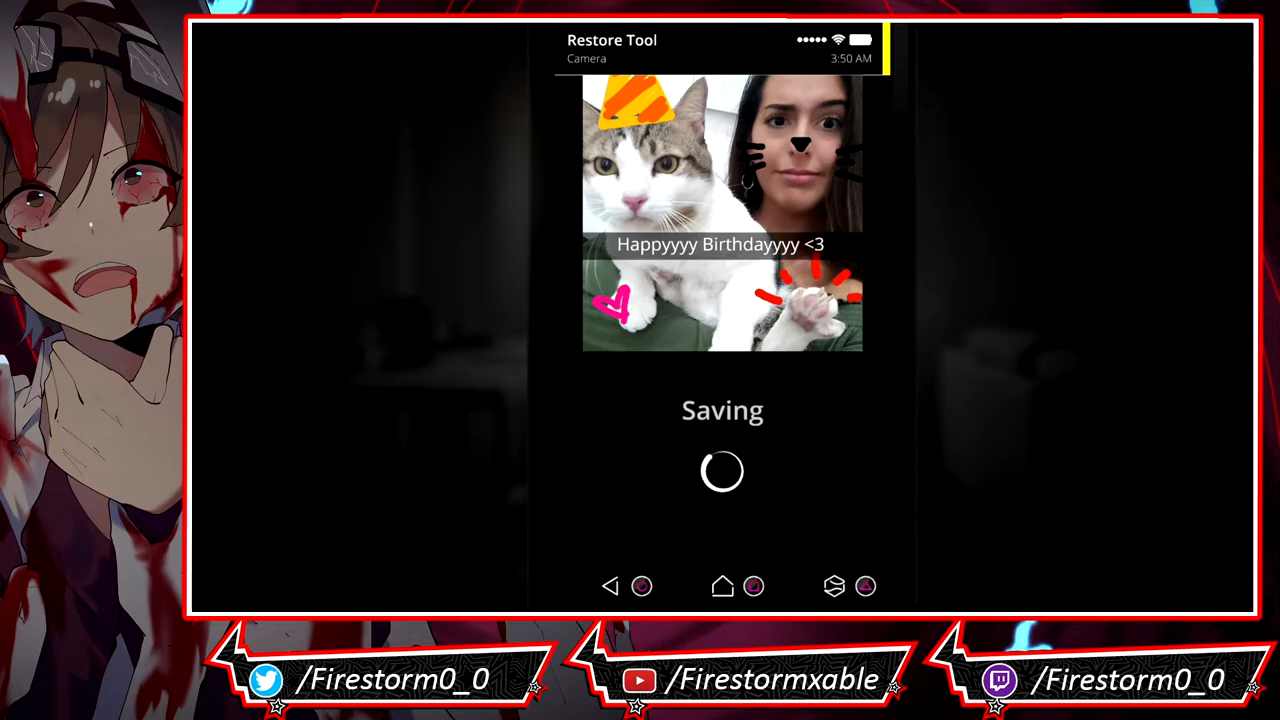 Restore Tool
Camera
3:50 AM
Happyyyy Birthdayyyy <3
Saving
/Firestorm0_0
/Firestormxable
/Firestorm0_0